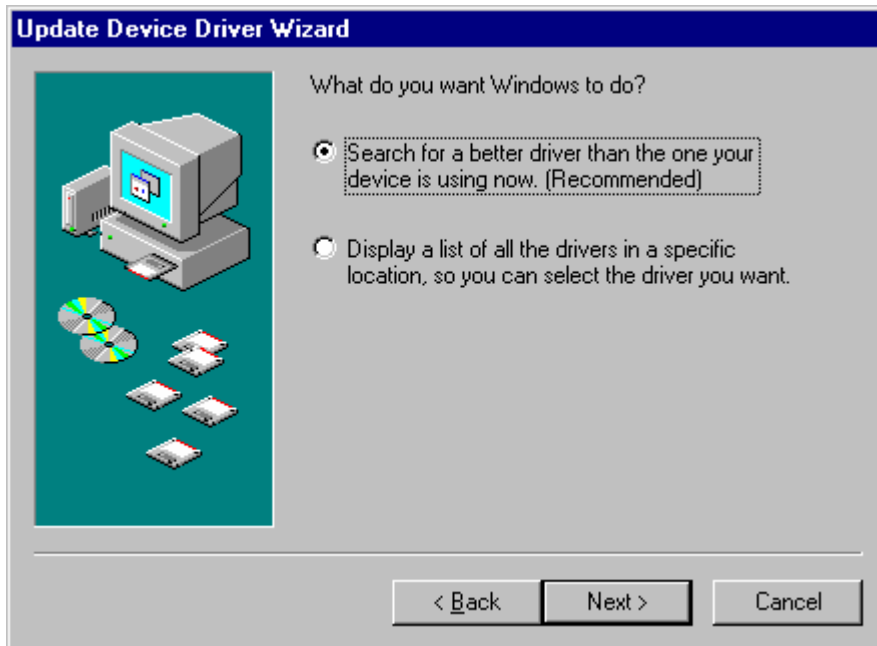 Update Device Driver Wizard
What do you want Windows to do?
Search for a better driver than the one your
device is using now. (Recommended)
Display a list of all the drivers in a specific
location, so you can select the driver you want.
< Back
Next >
Cancel